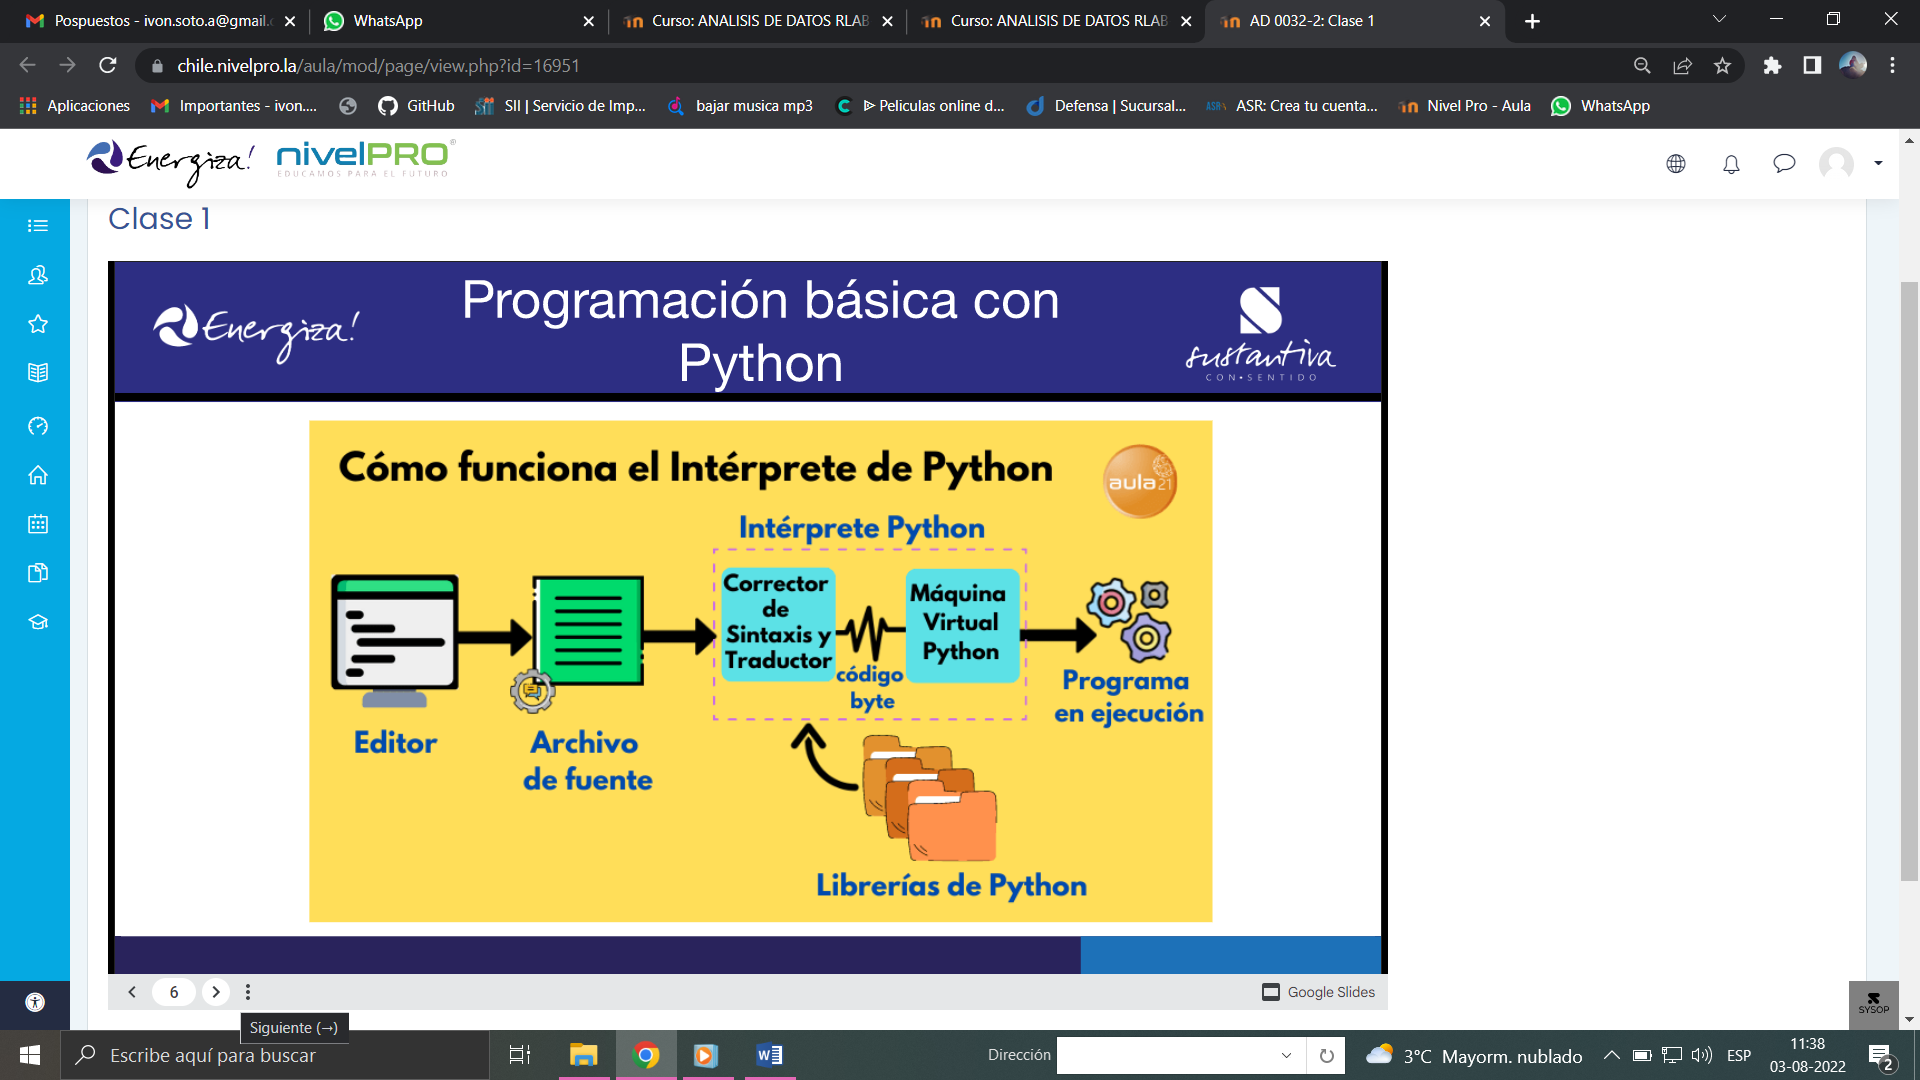 Pospuestos - ivon.soto.a@gmail.c
WhatsApp
Curso: ANALISIS DE DATOS RLAB
Curso: ANALISIS DE DATOS RLAB
AD 0032-2: Clase 1
chile.nivelpro.la/aula/mod/page/view.php?id=16951
Aplicaciones
Importantes - ivon....
GitHub
SII | Servicio de Imp...
bajar musica mp3
ᐈ Peliculas online d...
Defensa | Sucursal...
ASR: Crea tu cuenta...
Nivel Pro - Aula
WhatsApp
Energiza!
nivelPRO
EDUCAMOS PARA EL FUTURO
Clase 1
Energiza!
Programación básica con
Python
sustantiva
CON•SENTIDO
Cómo funciona el Intérprete de Python
aula21
Intérprete Python
Corrector
de
Sintaxis y
Traductor
código
byte
Máquina
Virtual
Python
Programa
en ejecución
Editor
Archivo
de fuente
Librerías de Python
6
Google Slides
Siguiente (→)
SYSOP
Escribe aquí para buscar
Dirección
3°C Mayorm. nublado
ESP
11:38
03-08-2022
2